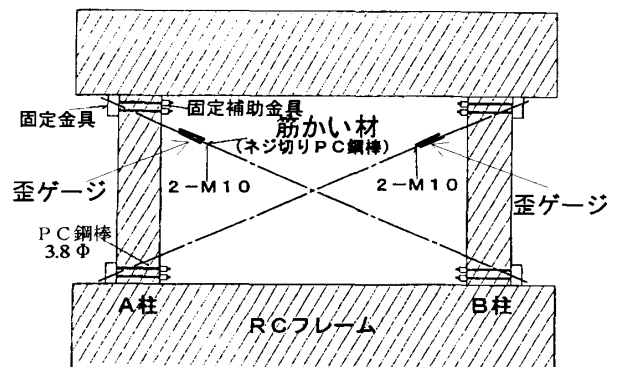 固定金具
固定補助金具
筋かい材
(ネジ切りPC鋼棒)
2-M10
2-M10
歪ゲージ
歪ゲージ
PC鋼棒
3.8Φ
A柱
B柱
RCフレーム